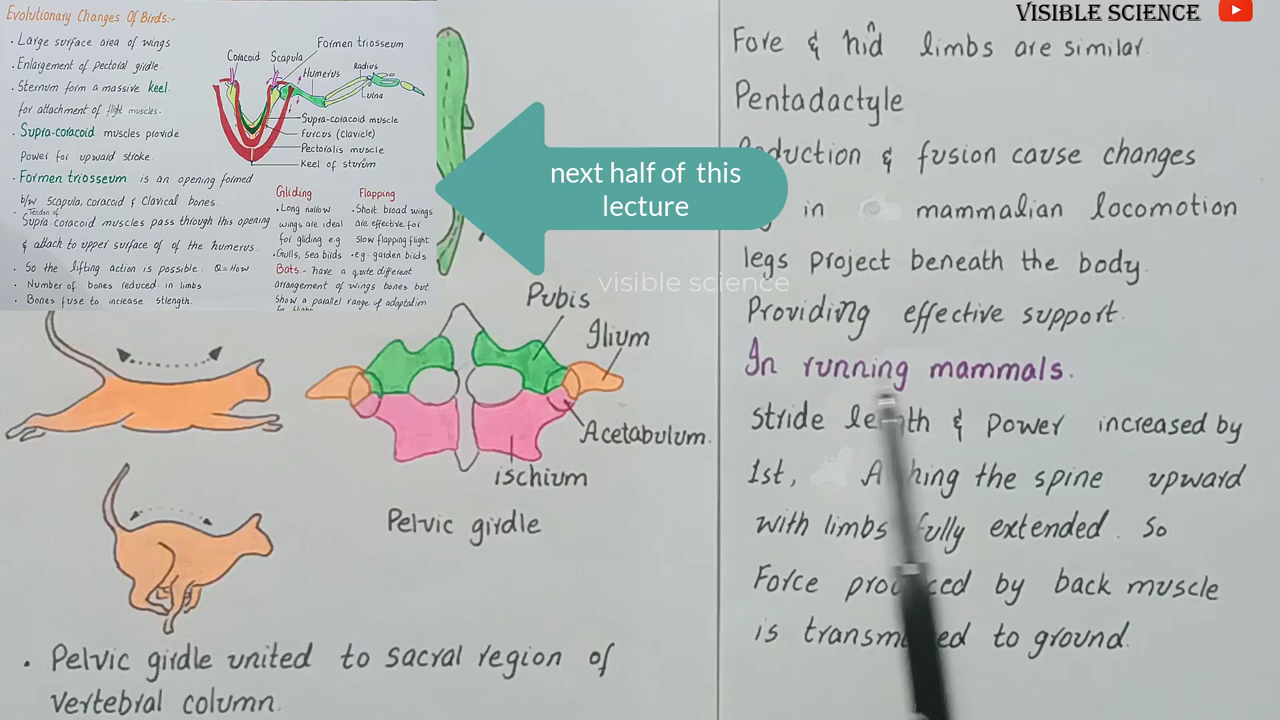 Evolutionary Changes Of Birds:-
• Large surface area of wings
• Enlargement of Pectoral girdle.
• Sternum form a massive keel
for attachment of flight muscles.
• Supra-coracoid muscles provide
Power for upward stroke.
• Formen triosseum is an opening formed
b/w Scapula, coracoid & Clavical bones.
Tendon of
Supra coracoid muscles pass through this opening
& attach to upper surface of of the humerus.
• So the lifting action is possible. Q=How
• Number of bones reduced in limbs
• Bones fuse to increase strength.
Formen triosseum
Coracoid
Scapula
Humerus
Radius
Luina
Supra-coracoid muscle
Furcus (clavicle)
Pectoralis muscle
Keel of sturum
Gliding
• Long narrow
wings are ideal
for gliding e.g
• Gulls, sea birds
Flapping
• Short broad wings
are effective for
slow flapping flight
• e.g. garden birds
Bats:- have a quite different
arrangement of wings bones but
show a parallel range of adaptation
next half of this
lecture
VISIBLE SCIENCE
visible science
Pubis
Ilium
Acetabulum.
ischium
Pelvic girdle
• Pelvic girdle united to sacral region of
vertebral column.
Fore & hind limbs are similar.
Pentadactyle
& fusion cause changes
in mammalian locomotion
legs project beneath the body.
Providing effective support.
In running mammals.
Stride length & Power increased by
1st, the spine upward
with limbs fully extended. So
Force by back muscle
is to ground.